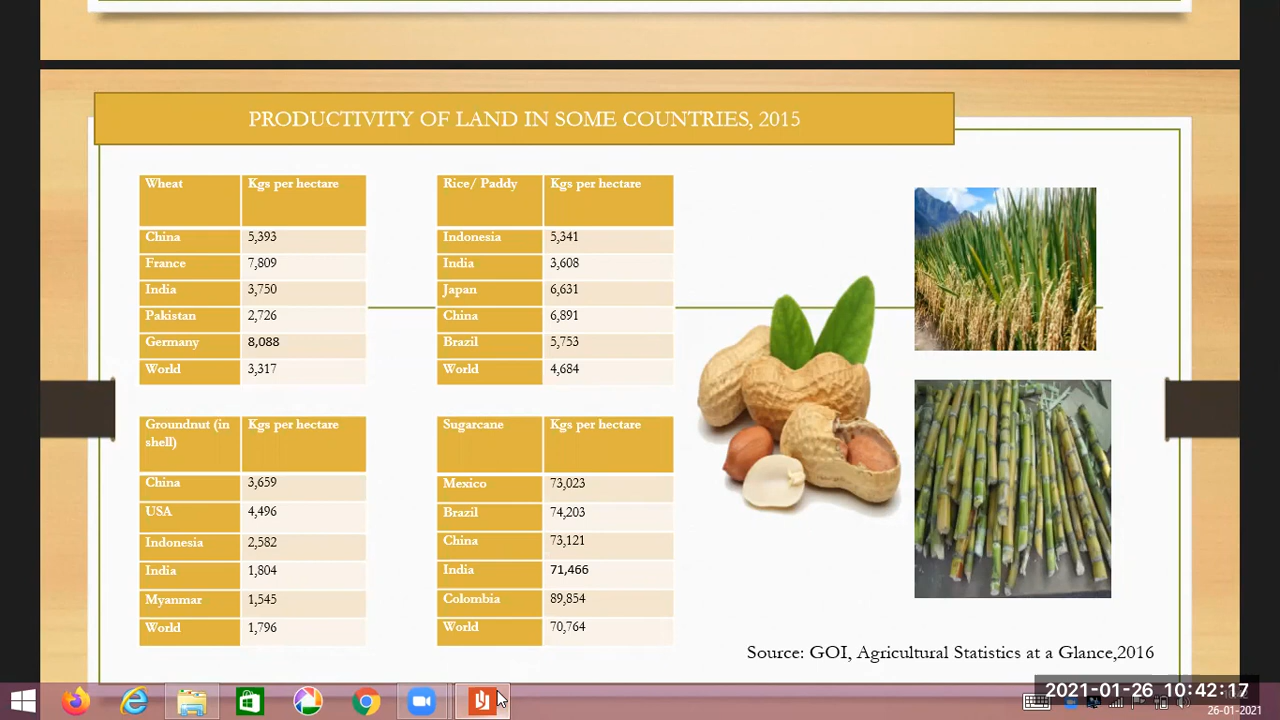 PRODUCTIVITY OF LAND IN SOME COUNTRIES, 2015
Wheat Kgs per hectare
China 5,393
France 7,809
India 3,750
Pakistan 2,726
Germany 8,088
World 3,317
Rice/ Paddy Kgs per hectare
Indonesia 5,341
India 3,608
Japan 6,631
China 6,891
Brazil 5,753
World 4,684
Groundnut (in
shell) Kgs per hectare
China 3,659
USA 4,496
Indonesia 2,582
India 1,804
Myanmar 1,545
World 1,796
Sugarcane Kgs per hectare
Mexico 73,023
Brazil 74,203
China 73,121
India 71,466
Colombia 89,854
World 70,764
Source: GOI, Agricultural Statistics at a Glance,2016
2021-01-26 10:42:17
26-01-2021